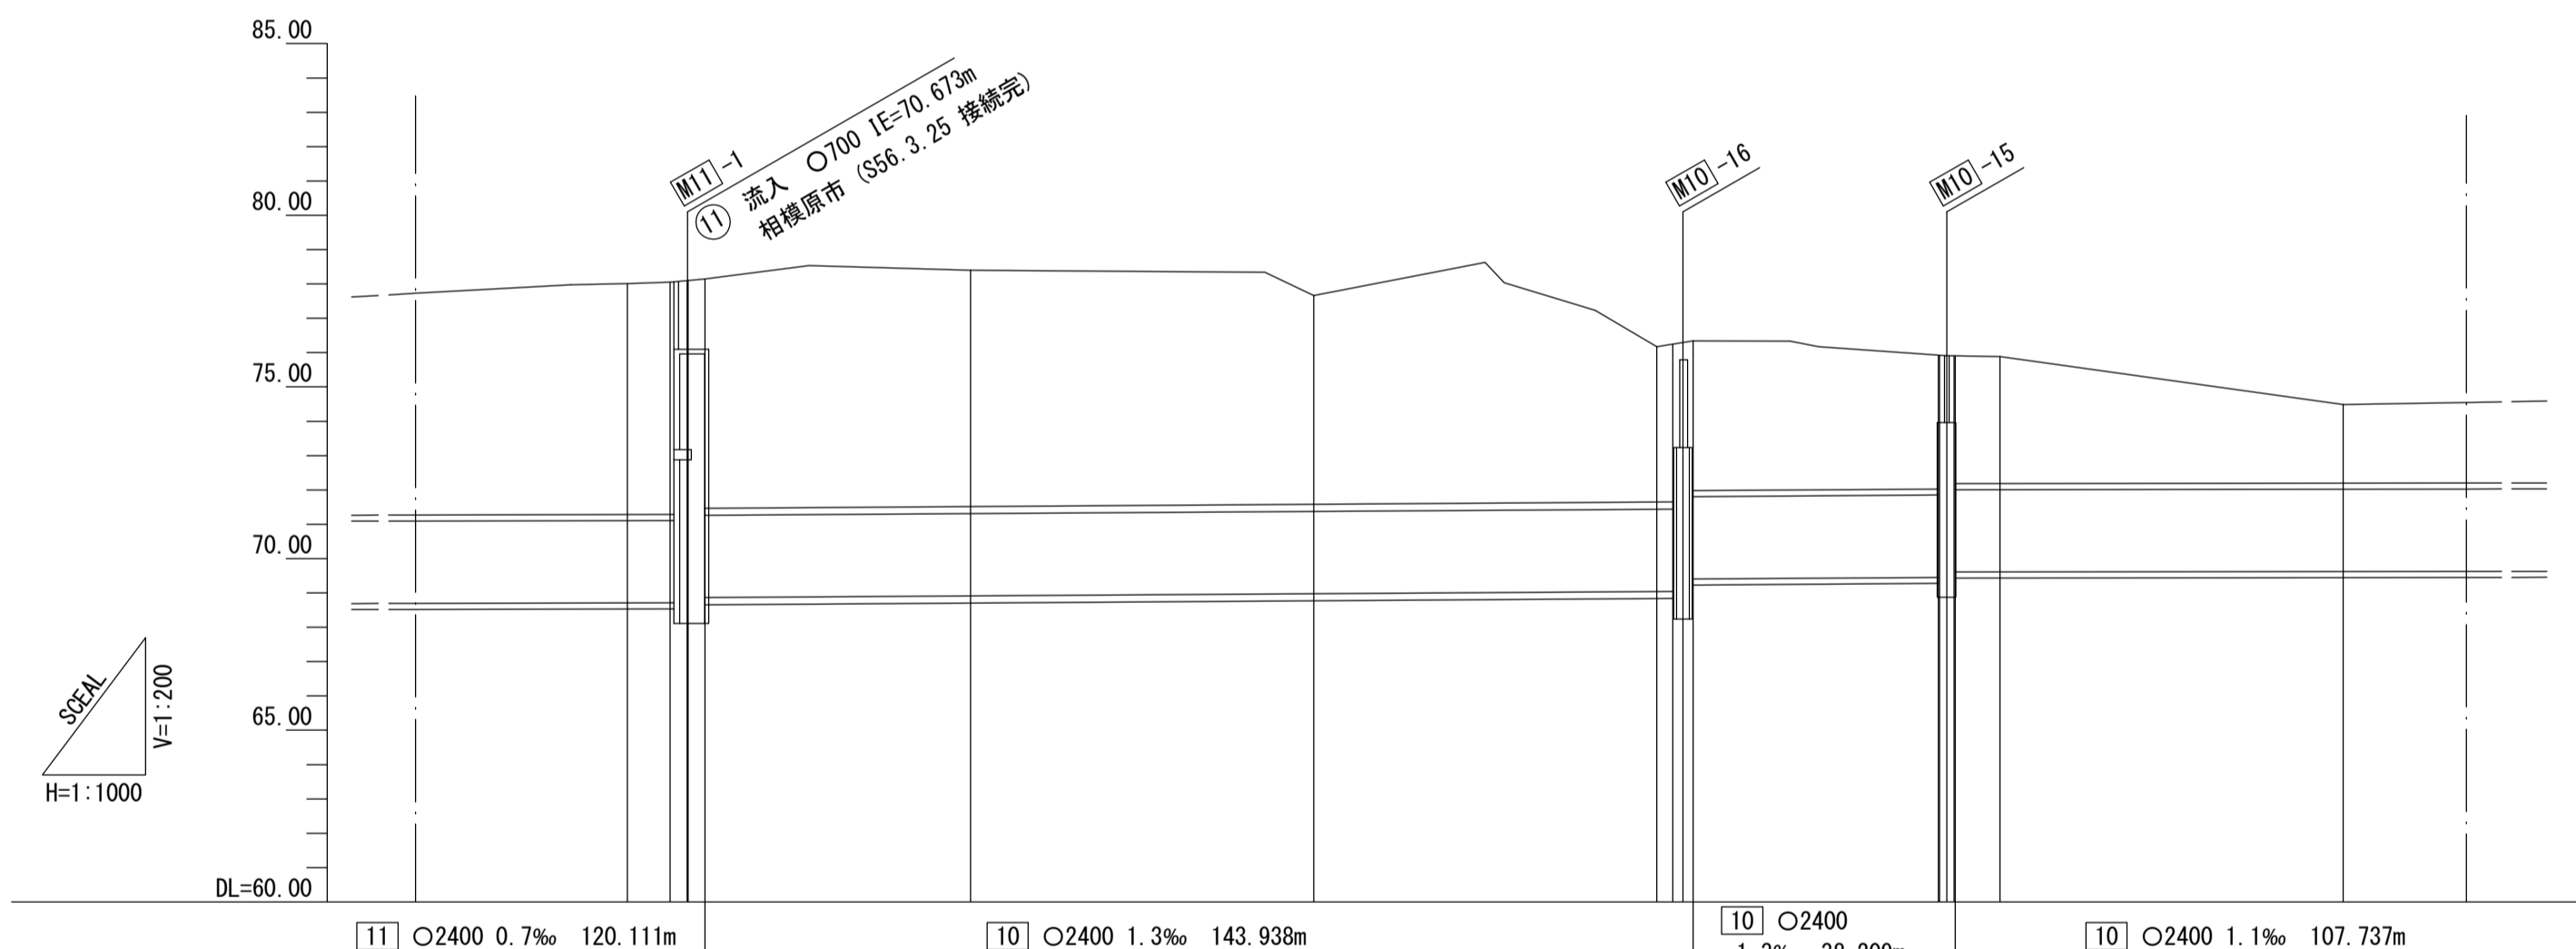 85.00
80.00
75.00
70.00
65.00
DL=60.00
M11 -1
⑪ 流入 ○700 IE=70.673m
相模原市 (S56.3.25 接続完)
M10 -16
M10 -15
SCEAL
V=1:200
H=1:1000
11 ○2400 0.7‰ 120.111m
10 ○2400 1.3‰ 143.938m
10 ○2400
10 ○2400 1.1‰ 107.737m